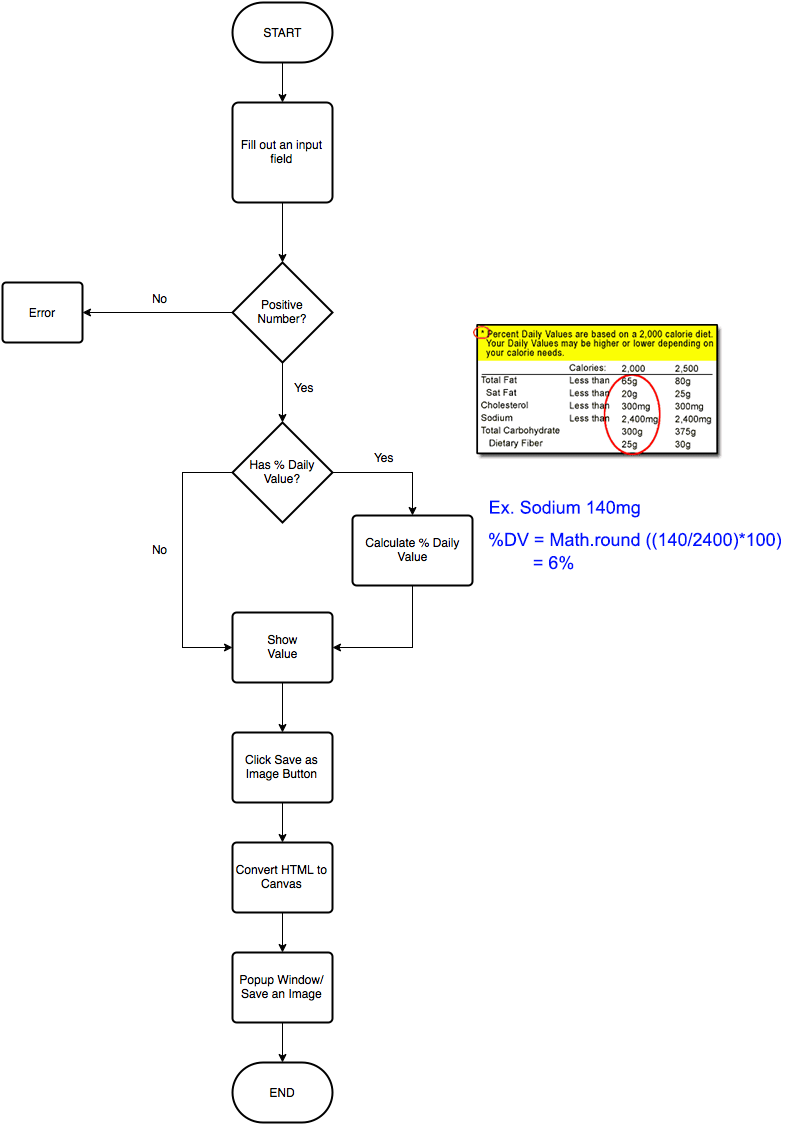 START
Fill out an input
field
Positive
Number?
No
Error
Yes
Has % Daily
Value?
Yes
No
Calculate % Daily
Value
Show
Value
Click Save as
Image Button
Convert HTML to
Canvas
Popup Window/
Save an Image
END
* Percent Daily Values are based on a 2,000 calorie diet.
Your Daily Values may be higher or lower depending on
your calorie needs.
Calories: 2,000 2,500
Total Fat Less than 65g 80g
Sat Fat Less than 20g 25g
Cholesterol Less than 300mg 300mg
Sodium Less than 2,400mg 2,400mg
Total Carbohydrate 300g 375g
Dietary Fiber 25g 30g
Ex. Sodium 140mg
%DV = Math.round ((140/2400)*100)
= 6%